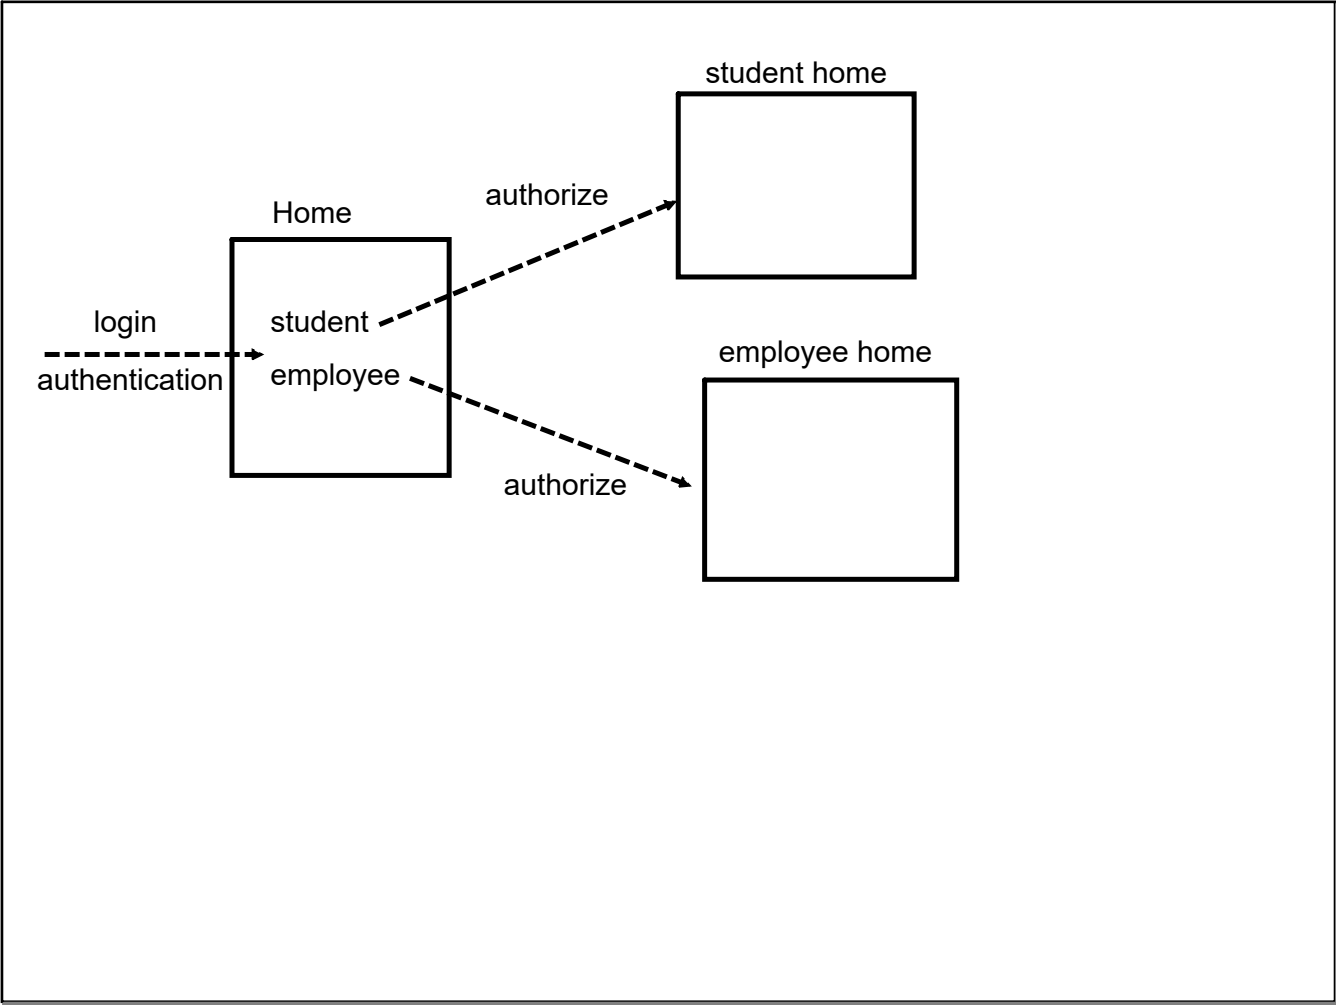 student home
authorize
Home
login
student
authentication
employee
employee home
authorize